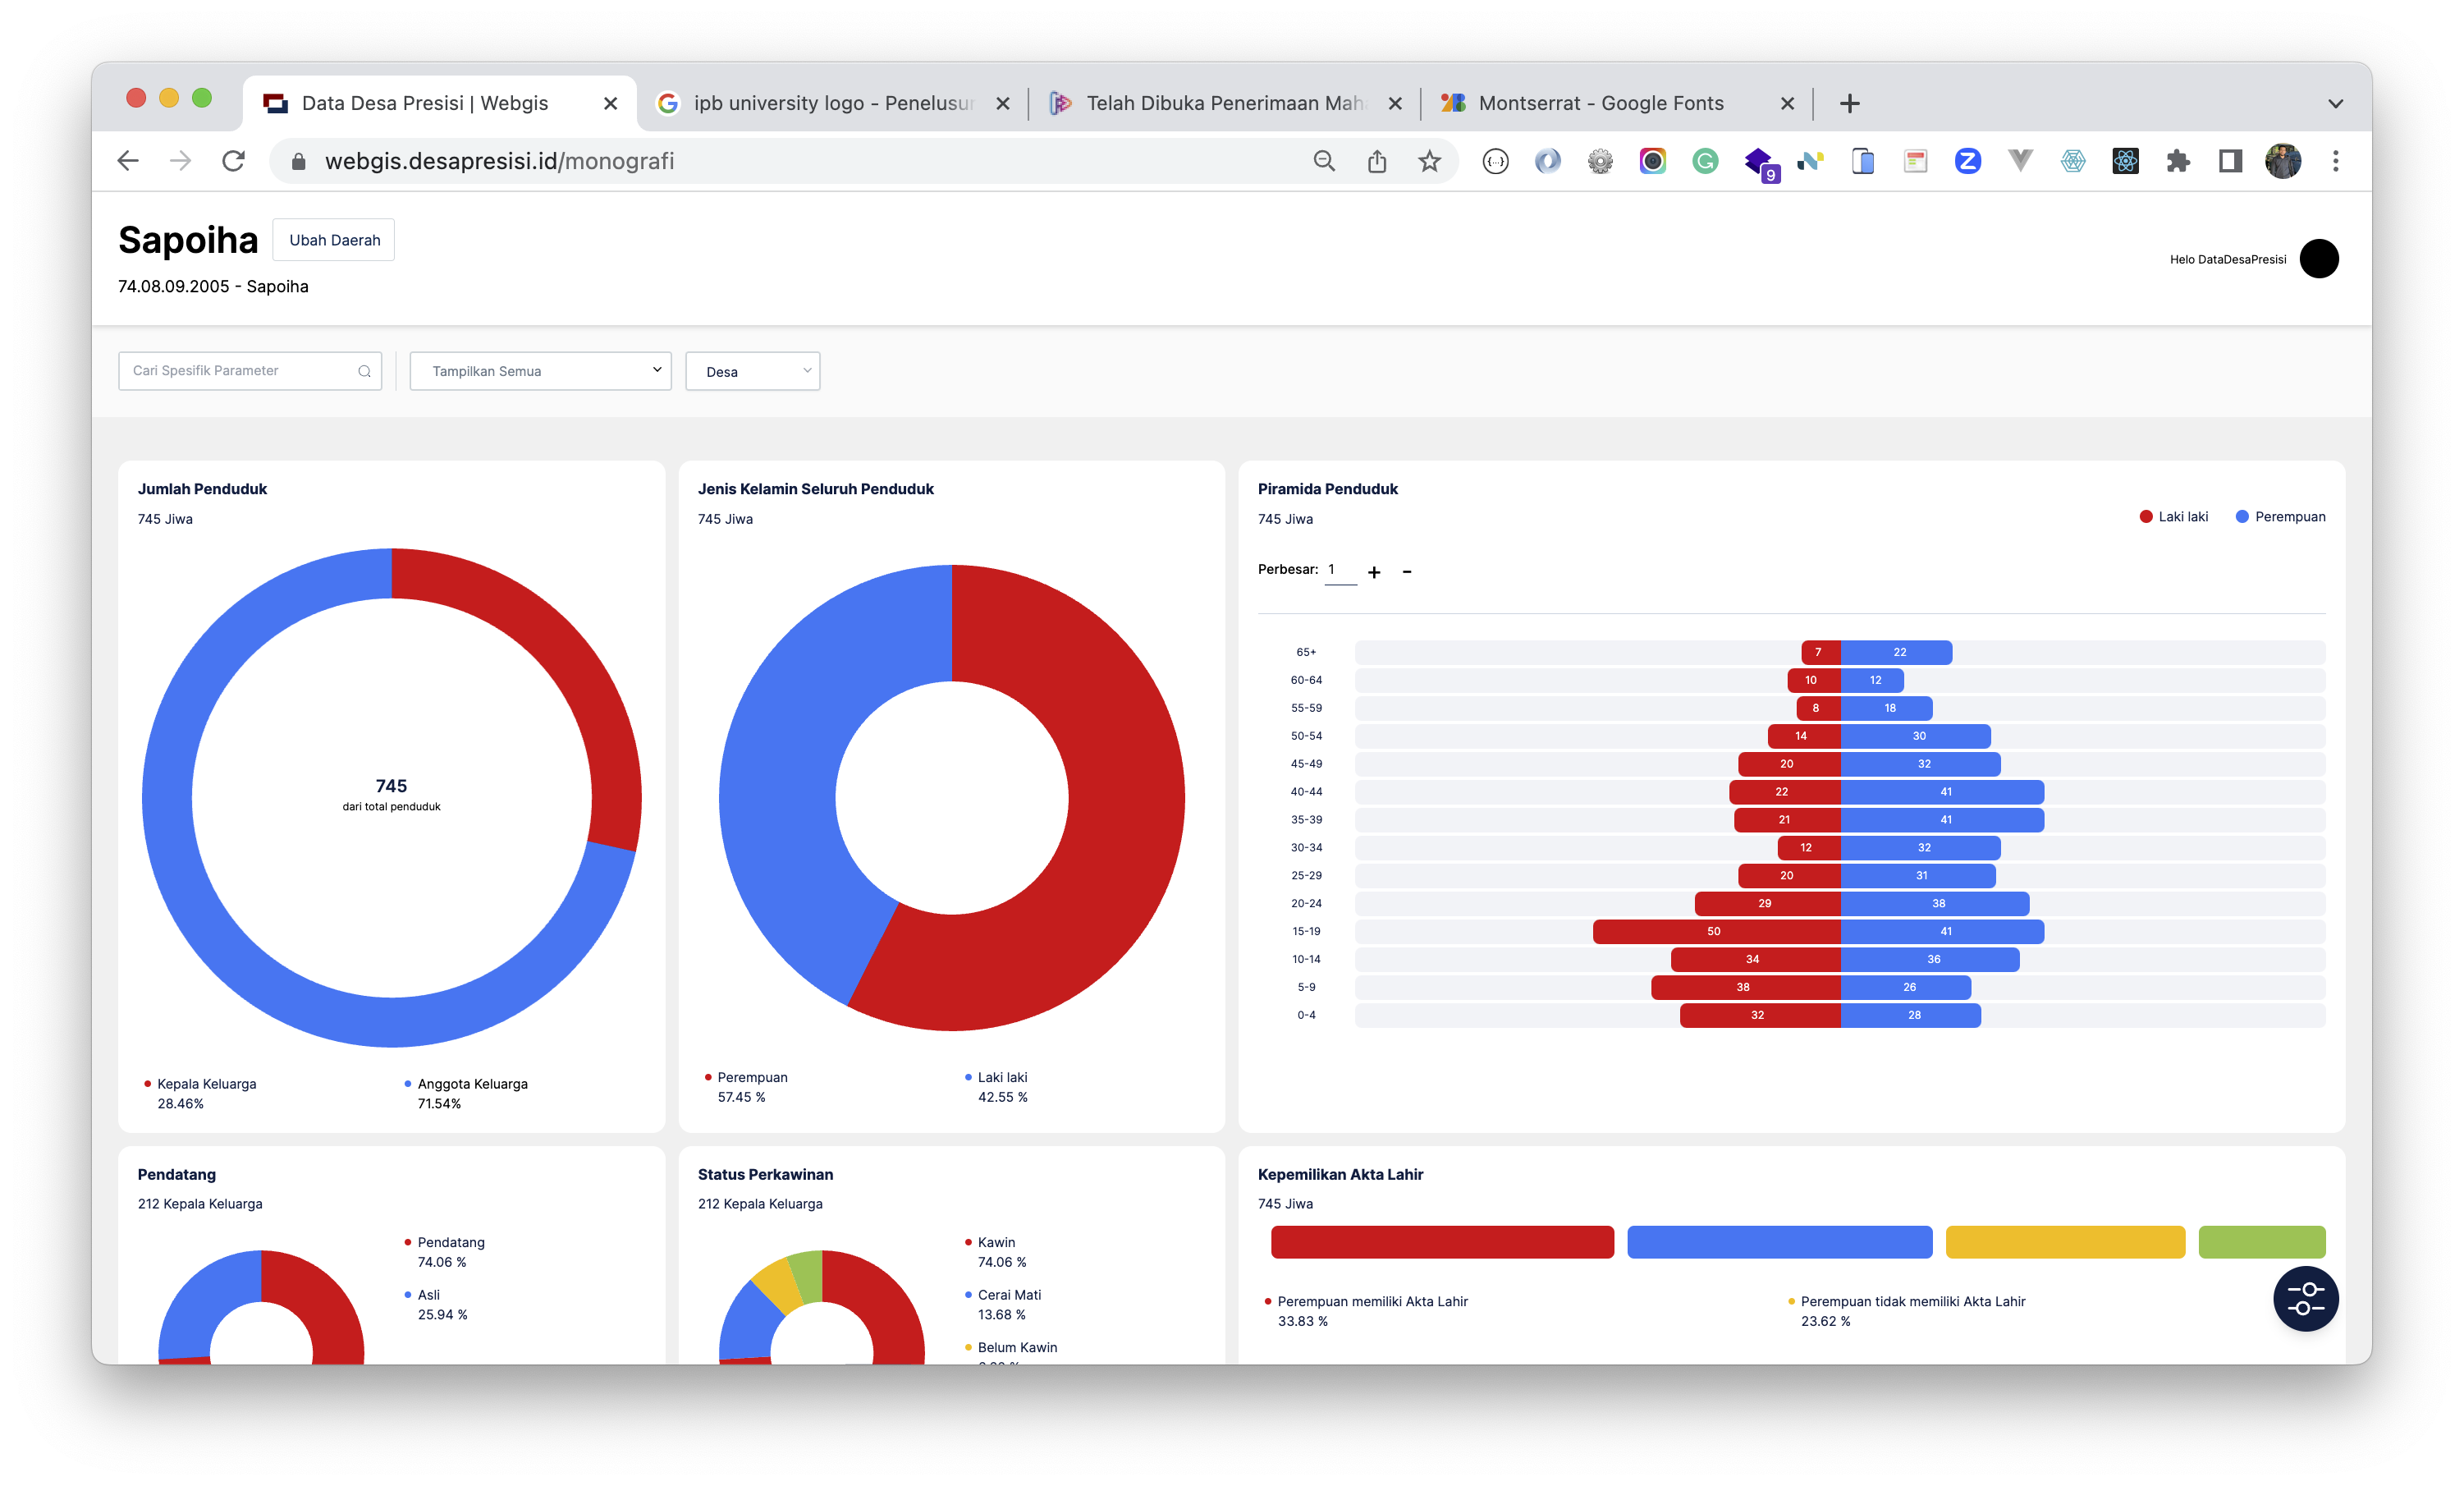 Data Desa Presisi | Webgis
ipb university logo - Penelusur
Telah Dibuka Penerimaan Mah
Montserrat - Google Fonts
webgis.desapresisi.id/monografi
9
Sapoiha
Ubah Daerah
74.08.09.2005 - Sapoiha
Helo DataDesaPresisi
Cari Spesifik Parameter
Tampilkan Semua
Desa
Jumlah Penduduk
745 Jiwa
745
dari total penduduk
Kepala Keluarga
28.46%
Anggota Keluarga
71.54%
Jenis Kelamin Seluruh Penduduk
745 Jiwa
Perempuan
57.45 %
Laki laki
42.55 %
Piramida Penduduk
745 Jiwa
Laki laki
Perempuan
Perbesar: 1 + -
65+ 7 22
60-64 10 12
55-59 8 18
50-54 14 30
45-49 20 32
40-44 22 41
35-39 21 41
30-34 12 32
25-29 20 31
20-24 29 38
15-19 50 41
10-14 34 36
5-9 38 26
0-4 32 28
Pendatang
212 Kepala Keluarga
Pendatang
74.06 %
Asli
25.94 %
Status Perkawinan
212 Kepala Keluarga
Kawin
74.06 %
Cerai Mati
13.68 %
Belum Kawin
Kepemilikan Akta Lahir
745 Jiwa
Perempuan memiliki Akta Lahir
33.83 %
Perempuan tidak memiliki Akta Lahir
23.62 %